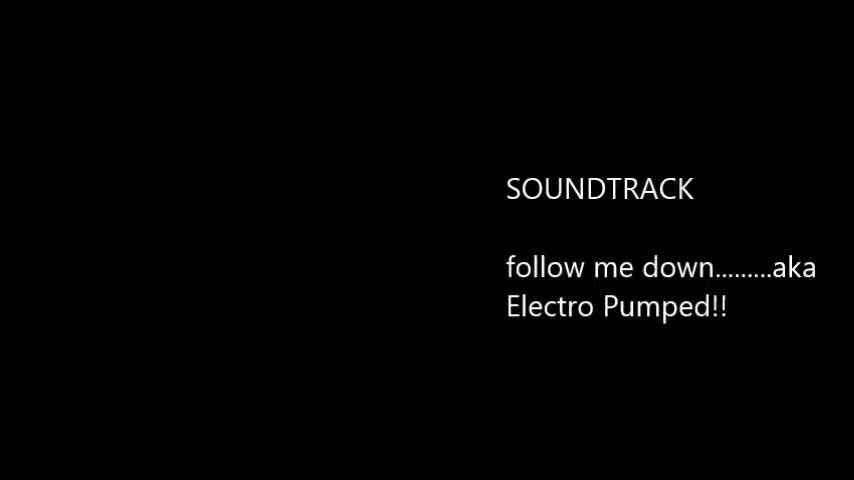 SOUNDTRACK
follow me down.........aka
Electro Pumped!!